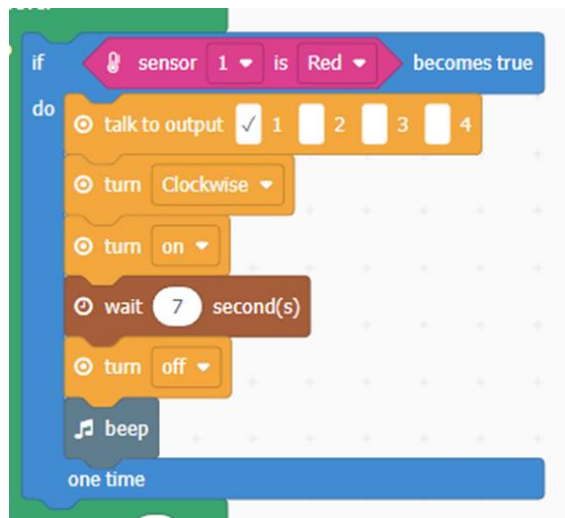 if sensor 1 is Red becomes true
do
talk to output ✓ 1 2 3 4
turn Clockwise
turn on
wait 7 second(s)
turn off
beep
one time